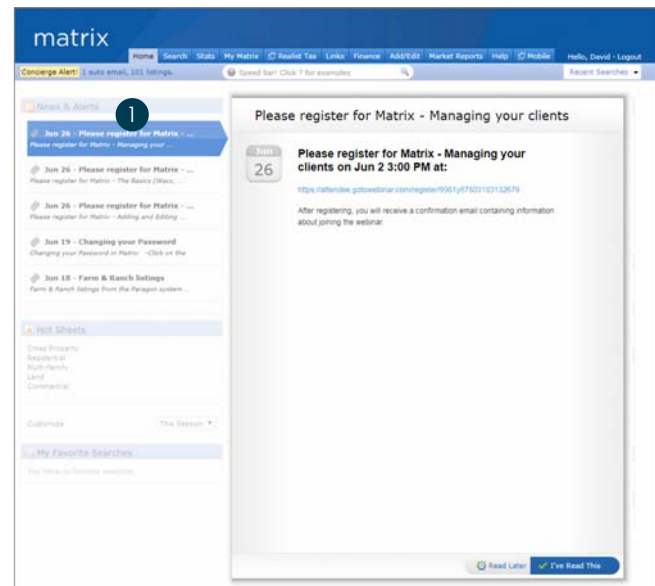 matrix
Home Search Stats My Matrix Realist Tax Links Finance Add/Edit Market Reports Help Mobile Hello, David - Logout
Concierge Alert! 1 auto email, 101 listings. Speed bar! Click ? for examples Recent Searches
News & Alerts
1
Jun 26 - Please register for Matrix - ...
Please register for Matrix - Managing your ...
Jun 26 - Please register for Matrix - ...
Please register for Matrix - The Basics (Waco, ...
Jun 26 - Please register for Matrix - ...
Please register for Matrix - Adding and Editing ...
Jun 19 - Changing your Password
Changing your Password in Matrix: -Click on the
Jun 18 - Farm & Ranch listings
Farm & Ranch listings from the Paragon system ...
Hot Sheets
Cross Property
Residential
Multi-Family
Land
Commercial
Customize This Session
My Favorite Searches
You have no favorite searches.
Please register for Matrix - Managing your clients
Jun
26
Please register for Matrix - Managing your
clients on Jun 2 3:00 PM at:
After registering, you will receive a confirmation email containing information
about joining the webinar.
Read Later I've Read This